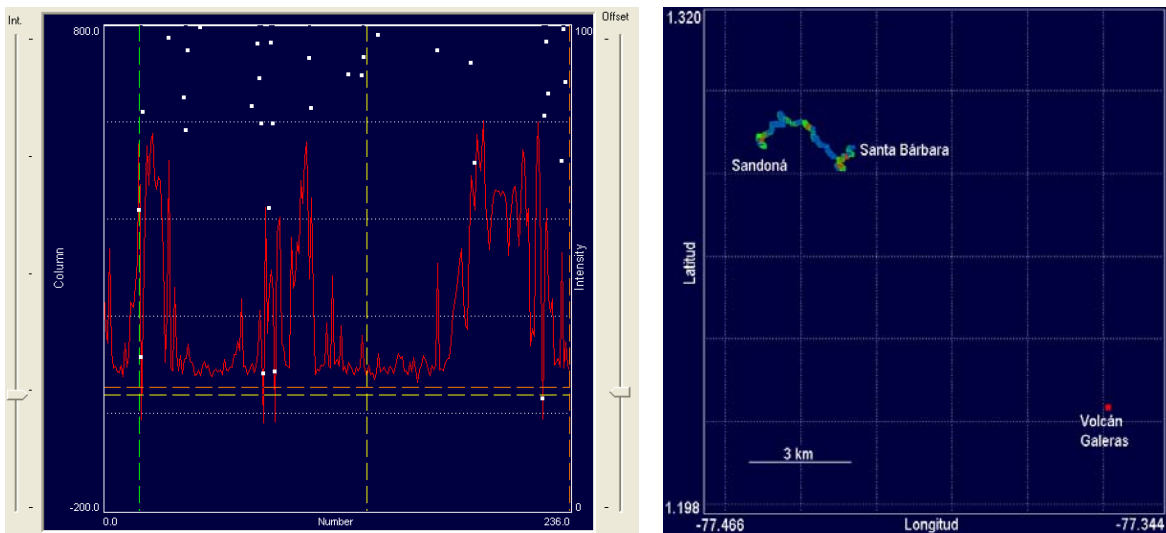 Int.
Offset
800.0
100
Column
Intensity
-200.0
0
0.0
Number
236.0
1.320
Sandoná
Santa Bárbara
Latitud
Volcán
Galeras
3 km
1.198
-77.466
Longitud
-77.344